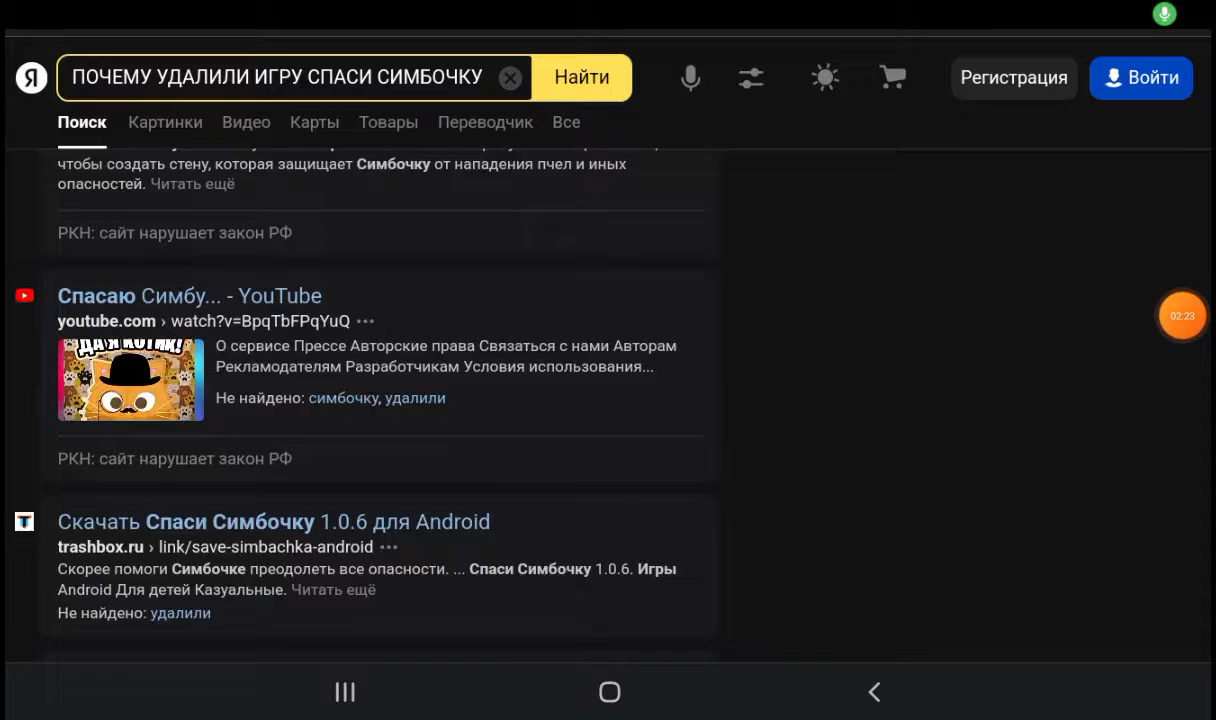 Я
ПОЧЕМУ УДАЛИЛИ ИГРУ СПАСИ СИМБОЧКУ
Найти
Регистрация
Войти
Поиск Картинки Видео Карты Товары Переводчик Все
чтобы создать стену, которая защищает Симбочку от нападения пчел и иных
опасностей. Читать ещё
РКН: сайт нарушает закон РФ
Спасаю Симбу... - YouTube
youtube.com › watch?v=BpqTbFPqYuQ
ДА Я КОТИК!
О сервисе Прессе Авторские права Связаться с нами Авторам
Рекламодателям Разработчикам Условия использования...
Не найдено: симбочку, удалили
РКН: сайт нарушает закон РФ
02:23
Скачать Спаси Симбочку 1.0.6 для Android
trashbox.ru › link/save-simbachka-android
Скорее помоги Симбочке преодолеть все опасности. ... Спаси Симбочку 1.0.6. Игры
Android Для детей Казуальные. Читать ещё
Не найдено: удалили